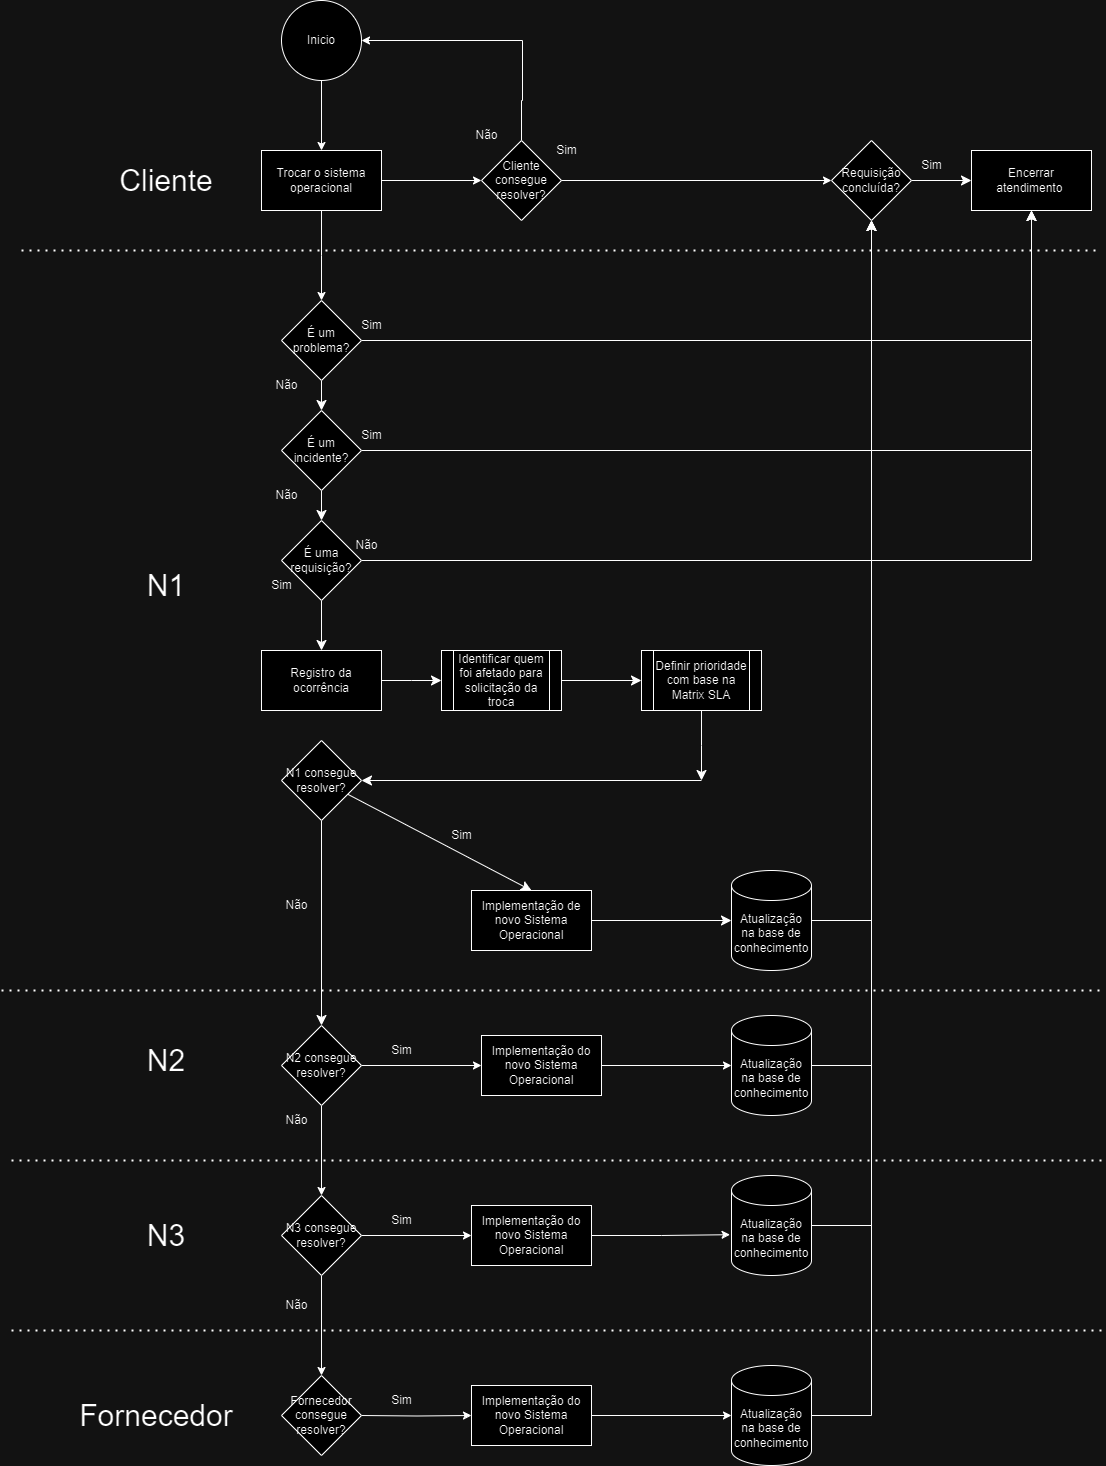 Inicio
Não
Sim
Sim
Cliente
Trocar o sistema
operacional
Cliente
consegue
resolver?
Requisição
concluída?
Encerrar
atendimento
É um
problema?
Sim
Não
É um
incidente?
Sim
Não
N1
É uma
requisição?
Não
Sim
Registro da
ocorrência
Identificar quem
foi afetado para
solicitação da
troca
Definir prioridade
com base na
Matrix SLA
N1 consegue
resolver?
Sim
Não
Implementação de
novo Sistema
Operacional
Atualização
na base de
conhecimento
N2
N2 consegue
resolver?
Sim
Não
Implementação do
novo Sistema
Operacional
Atualização
na base de
conhecimento
N3
N3 consegue
resolver?
Sim
Não
Implementação do
novo Sistema
Operacional
Atualização
na base de
conhecimento
Fornecedor
Fornecedor
consegue
resolver?
Sim
Implementação do
novo Sistema
Operacional
Atualização
na base de
conhecimento